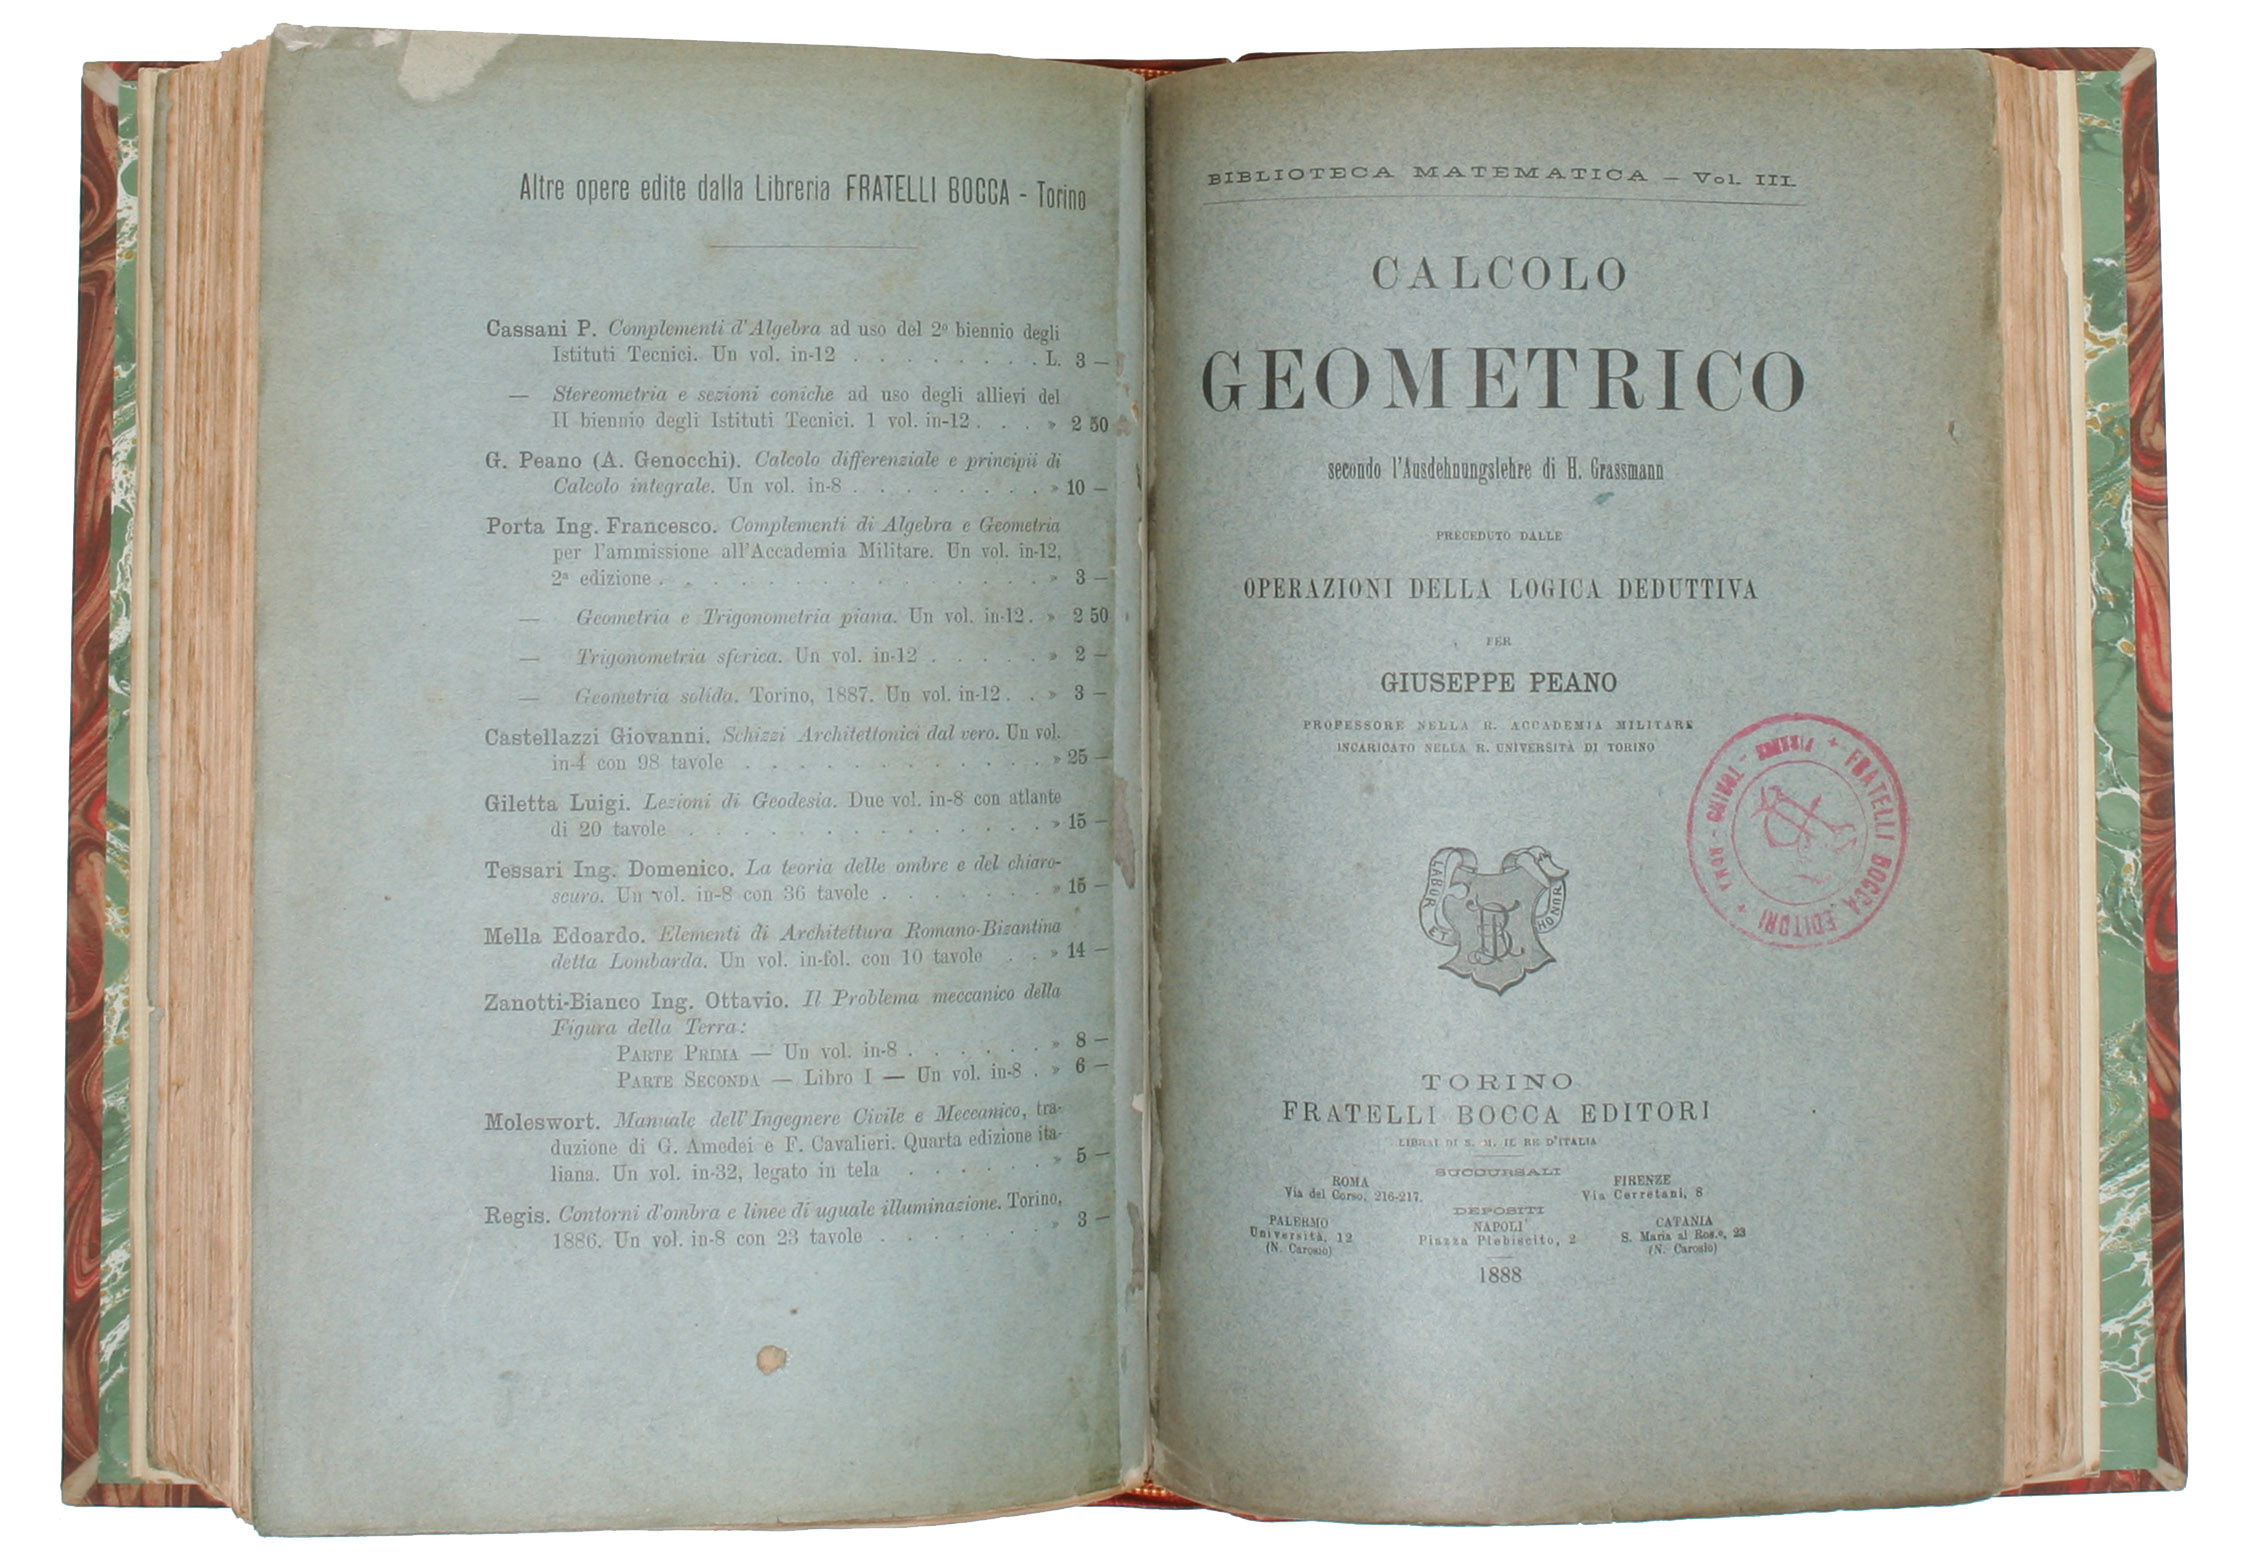 Altre opere edite dalla Libreria FRATELLI BOCCA - Torino
Cassani P. Complementi d'Algebra ad uso del 2º biennio degli
Istituti Tecnici. Un vol. in-12 . . . . . . . . L. 3 —
— Stereometria e sezioni coniche ad uso degli allievi del
II biennio degli Istituti Tecnici. 1 vol. in-12 . . . » 2 50
G. Peano (A. Genocchi). Calcolo differenziale e principii di
Calcolo integrale. Un vol. in-8 . . . . . . . . » 10 —
Porta Ing. Francesco. Complementi di Algebra e Geometria
per l'ammissione all'Accademia Militare. Un vol. in-12,
2ª edizione . . . . . . . . . . . . . . . » 3 —
— Geometria e Trigonometria piana. Un vol. in-12. » 2 50
— Trigonometria sferica. Un vol. in-12 . . . . . » 2 —
— Geometria solida. Torino, 1887. Un vol. in-12 . . » 3 —
Castellazzi Giovanni. Schizzi Architettonici dal vero. Un vol.
in-4 con 98 tavole . . . . . . . . . . . . » 25 —
Giletta Luigi. Lezioni di Geodesia. Due vol. in-8 con atlante
di 20 tavole . . . . . . . . . . . . . . » 15 —
Tessari Ing. Domenico. La teoria delle ombre e del chiaro-
scuro. Un vol. in-8 con 36 tavole . . . . . . . » 15 —
Mella Edoardo. Elementi di Architettura Romano-Bizantina
detta Lombarda. Un vol. in-fol. con 10 tavole . . » 14 —
Zanotti-Bianco Ing. Ottavio. Il Problema meccanico della
Figura della Terra:
PARTE PRIMA — Un vol. in-8 . . . . . . » 8 —
PARTE SECONDA — Libro I — Un vol. in-8 . » 6 —
Moleswort. Manuale dell'Ingegnere Civile e Meccanico, tra-
duzione di G. Amedei e F. Cavalieri. Quarta edizione ita-
liana. Un vol. in-32, legato in tela . . . . . . » 5 —
Regis. Contorni d'ombra e linee di uguale illuminazione. Torino,
1886. Un vol. in-8 con 23 tavole . . . . . . . » 3 —
BIBLIOTECA MATEMATICA — Vol. III.
CALCOLO
GEOMETRICO
secondo l'Ausdehnungslehre di H. Grassmann
PRECEDUTO DALLE
OPERAZIONI DELLA LOGICA DEDUTTIVA
PER
GIUSEPPE PEANO
PROFESSORE NELLA R. ACCADEMIA MILITARE
INCARICATO NELLA R. UNIVERSITÀ DI TORINO
FRATELLI BOCCA EDITORI + ROMA - TORINO - FIRENZE +
LABOR ET HONOR
TORINO
FRATELLI BOCCA EDITORI
LIBRAI DI S. M. IL RE D'ITALIA
SUCCURSALI
ROMA
Via del Corso, 216-217.
FIRENZE
Via Cerretani, 8
DEPOSITI
PALERMO
Università, 12
(N. Carosio)
NAPOLI
Piazza Plebiscito, 2
CATANIA
S. Maria al Ros.º, 23
(N. Carosio)
1888